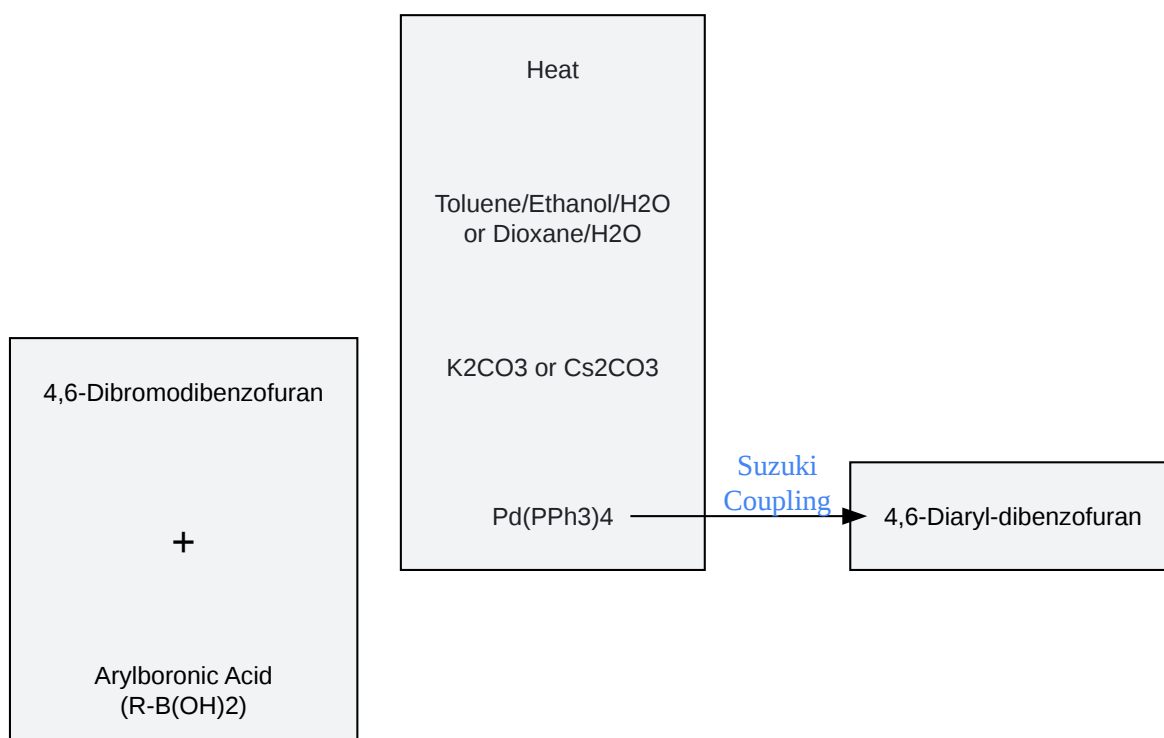 Heat
Toluene/Ethanol/H2O
or Dioxane/H2O
K2CO3 or Cs2CO3
Pd(PPh3)4
4,6-Dibromodibenzofuran
+
Arylboronic Acid
(R-B(OH)2)
Suzuki
Coupling
4,6-Diaryl-dibenzofuran